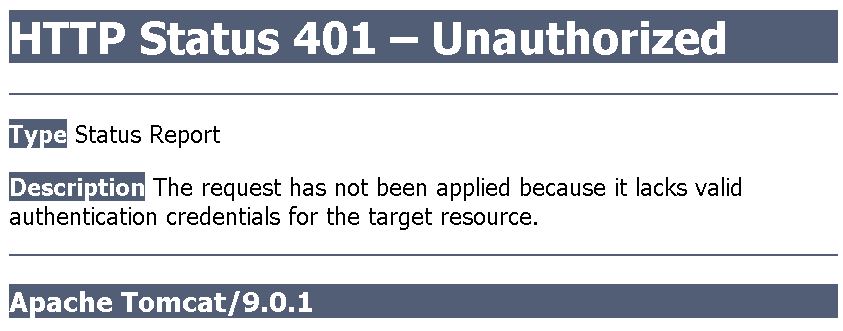 HTTP Status 401 – Unauthorized
Type Status Report
Description The request has not been applied because it lacks valid
authentication credentials for the target resource.
Apache Tomcat/9.0.1